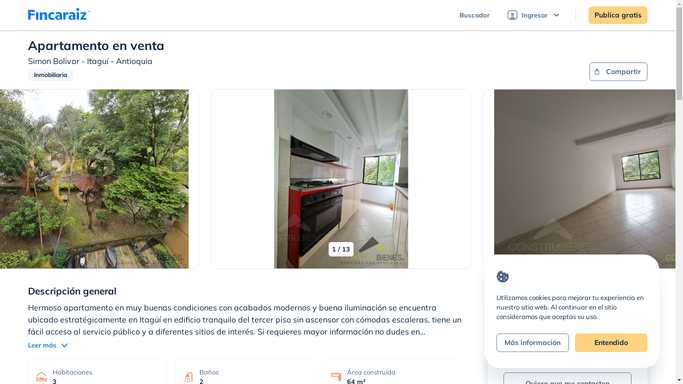 Fincaraiz
Buscador
Ingresar
Publica gratis
Apartamento en venta
Simon Bolivar - Itaguí - Antioquia
Inmobiliaria
Compartir
1 / 13
BIENES
Descripción general
Hermoso apartamento en muy buenas condiciones con acabados modernos y buena iluminación se encuentra
ubicado estratégicamente en Itagüí en edificio tranquilo del tercer piso sin ascensor con cómodas escaleras, tiene un
fácil acceso al servicio público y a diferentes sitios de interés. Si requieres mayor información no dudes en...
Leer más
Habitaciones
3
Baños
2
Área construida
64 m²
Utilizamos cookies para mejorar tu experiencia en
nuestro sitio web. Al continuar en el sitio
consideramos que aceptas su uso.
Más información
Entendido
Quiero que me contacten